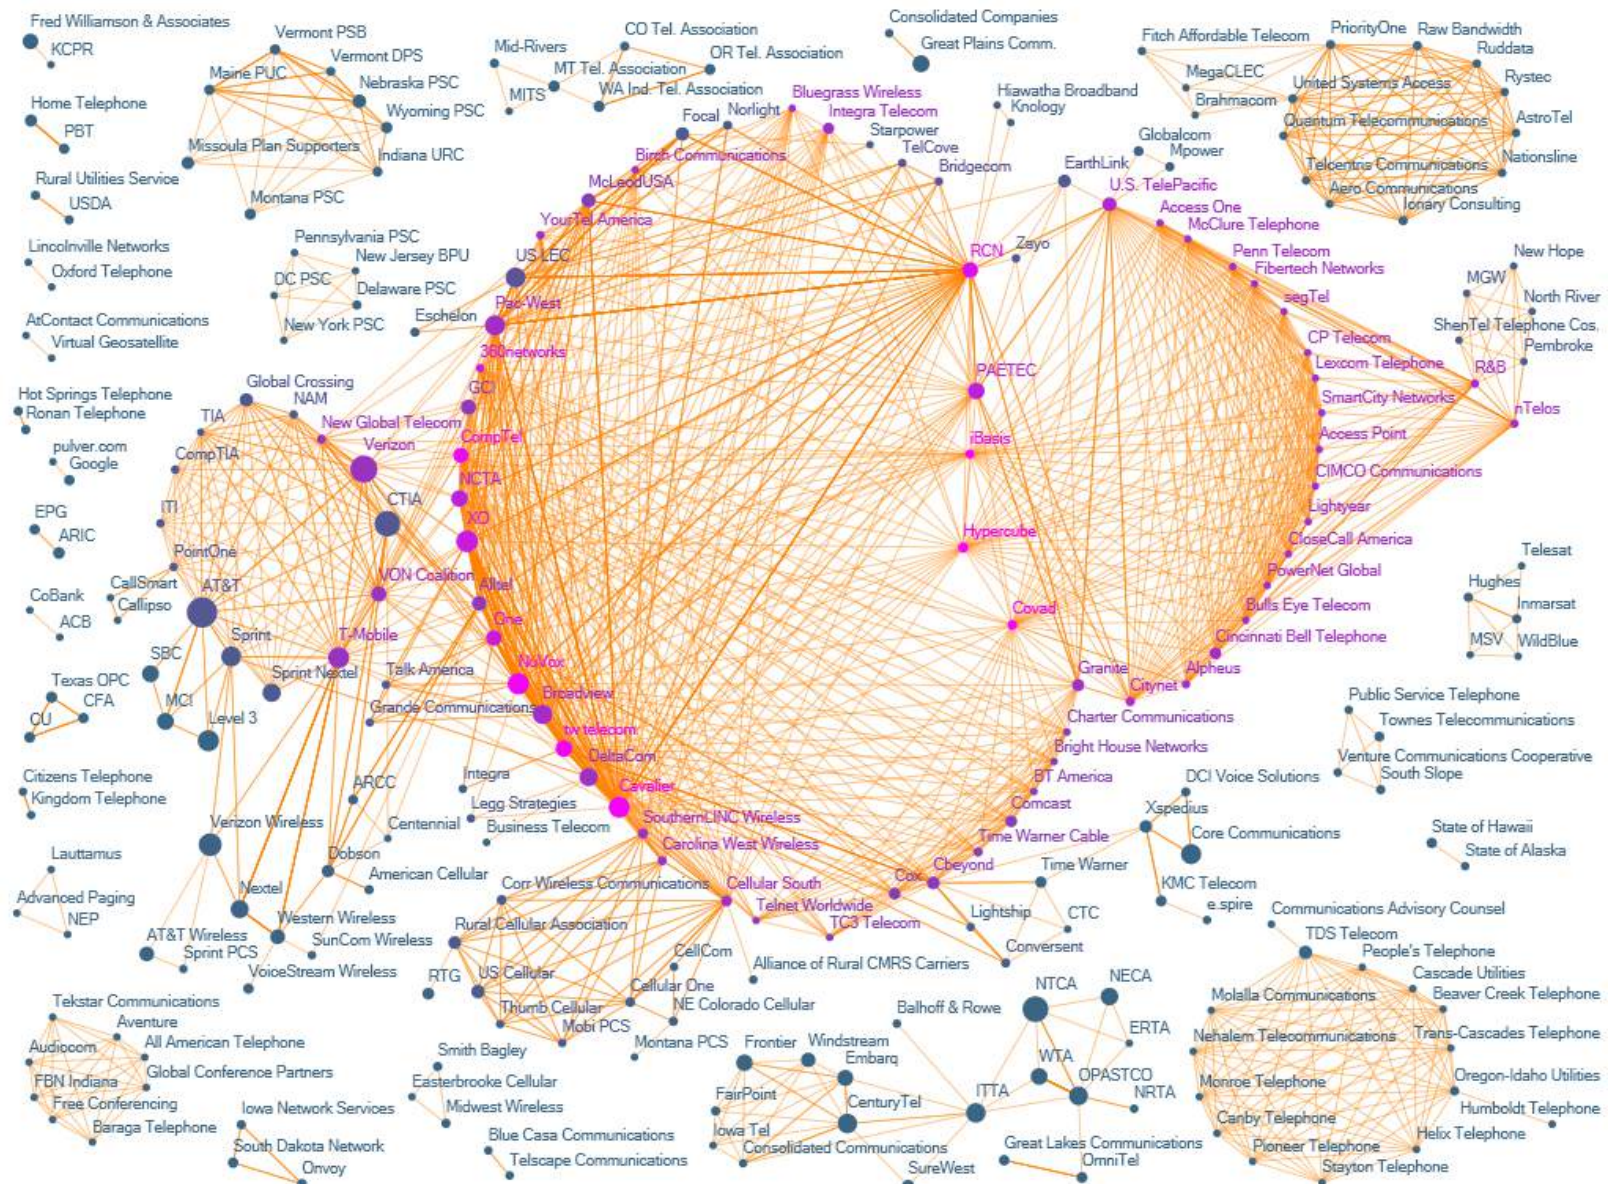 Fred Williamson & Associates
KCPR
Vermont PSB
Vermont DPS
Maine PUC
Nebraska PSC
Wyoming PSC
Missoula Plan Supporters
Indiana URC
Montana PSC
Mid-Rivers
CO Tel. Association
OR Tel. Association
MT Tel. Association
WA Ind. Tel. Association
MITS
Consolidated Companies
Great Plains Comm.
Fitch Affordable Telecom
MegaCLEC
Brahmacom
PriorityOne
Raw Bandwidth
Ruddata
United Systems Access
Rystec
Quantum Telecommunications
AstroTel
Nationsline
Telcentris Communications
Aero Communications
Ionary Consulting
Home Telephone
PBT
Rural Utilities Service
USDA
Lincolnville Networks
Oxford Telephone
AtContact Communications
Virtual Geosatellite
Pennsylvania PSC
New Jersey BPU
DC PSC
Delaware PSC
New York PSC
Eschelon
Focal
Norlight
Bluegrass Wireless
Integra Telecom
Starpower
TelCove
Bridgecom
Birch Communications
McLeodUSA
YourTel America
US LEC
Pac-West
360networks
GCI
CompTel
NCTA
XO
Alltel
One
NuVox
Broadview
tw telecom
DeltaCom
Cavalier
SouthernLINC Wireless
Carolina West Wireless
Cellular South
Telnet Worldwide
TC3 Telecom
Hiawatha Broadband
Knology
Globalcom
Mpower
EarthLink
U.S. TelePacific
Access One
McClure Telephone
Penn Telecom
Fibertech Networks
segTel
CP Telecom
Lexcom Telephone
SmartCity Networks
Access Point
CIMCO Communications
Lightyear
CloseCall America
PowerNet Global
Bulls Eye Telecom
Cincinnati Bell Telephone
Alpheus
Citynet
Granite
Charter Communications
Bright House Networks
BT America
Comcast
Time Warner Cable
Cbeyond
Cox
RCN
Zayo
PAETEC
iBasis
Hypercube
Covad
New Hope
MGW
North River
ShenTel Telephone Cos.
Pembroke
R&B
nTelos
Hot Springs Telephone
Ronan Telephone
pulver.com
Google
EPG
ARIC
CoBank
ACB
Texas OPC
CFA
CU
Citizens Telephone
Kingdom Telephone
Lauttamus
Advanced Paging
NEP
Global Crossing
NAM
TIA
New Global Telecom
CompTIA
Verizon
CTIA
ITI
PointOne
VON Coalition
CallSmart
Callipso
AT&T
Sprint
T-Mobile
SBC
Sprint Nextel
MCI
Level 3
Talk America
Grande Communications
ARCC
Integra
Legg Strategies
Business Telecom
Centennial
Verizon Wireless
Dobson
American Cellular
Nextel
Western Wireless
AT&T Wireless
SunCom Wireless
Sprint PCS
VoiceStream Wireless
Corr Wireless Communications
Rural Cellular Association
RTG
US Cellular
CellCom
Cellular One
Thumb Cellular
NE Colorado Cellular
Mobi PCS
Montana PCS
Alliance of Rural CMRS Carriers
Time Warner
Lightship
CTC
Conversent
DCI Voice Solutions
Xspedius
Core Communications
KMC Telecom
e.spire
Telesat
Hughes
Inmarsat
MSV
WildBlue
Public Service Telephone
Townes Telecommunications
Venture Communications Cooperative
South Slope
State of Hawaii
State of Alaska
Communications Advisory Counsel
TDS Telecom
People's Telephone
Cascade Utilities
Molalla Communications
Beaver Creek Telephone
Nehalem Telecommunications
Trans-Cascades Telephone
Monroe Telephone
Oregon-Idaho Utilities
Canby Telephone
Humboldt Telephone
Pioneer Telephone
Helix Telephone
Stayton Telephone
Tekstar Communications
Aventure
Audiocom
All American Telephone
Global Conference Partners
FBN Indiana
Free Conferencing
Baraga Telephone
Iowa Network Services
South Dakota Network
Onvoy
Smith Bagley
Easterbrooke Cellular
Midwest Wireless
Blue Casa Communications
Telscape Communications
Frontier
Windstream
Embarq
FairPoint
CenturyTel
Iowa Tel
Consolidated Communications
SureWest
Balhoff & Rowe
NTCA
NECA
ERTA
WTA
OPASTCO
ITTA
NRTA
Great Lakes Communications
OmniTel